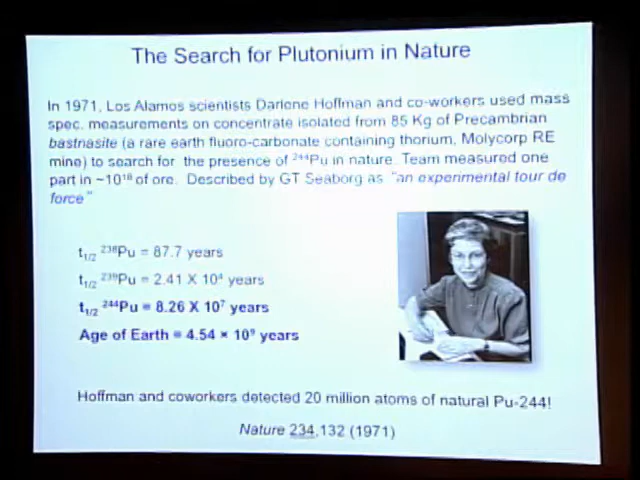 The Search for Plutonium in Nature
In 1971, Los Alamos scientists Darlene Hoffman and co-workers used mass
spec. measurements on concentrate isolated from 85 Kg of Precambrian
bastnasite (a rare earth fluoro-carbonate containing thorium, Molycorp RE
mine) to search for the presence of ²⁴⁴Pu in nature. Team measured one
part in ~10¹⁸ of ore. Described by GT Seaborg as "an experimental tour de
force"
t₁/₂ ²³⁸Pu = 87.7 years
t₁/₂ ²³⁹Pu = 2.41 X 10⁴ years
t₁/₂ ²⁴⁴Pu = 8.26 X 10⁷ years
Age of Earth = 4.54 × 10⁹ years
Hoffman and coworkers detected 20 million atoms of natural Pu-244!
Nature 234,132 (1971)